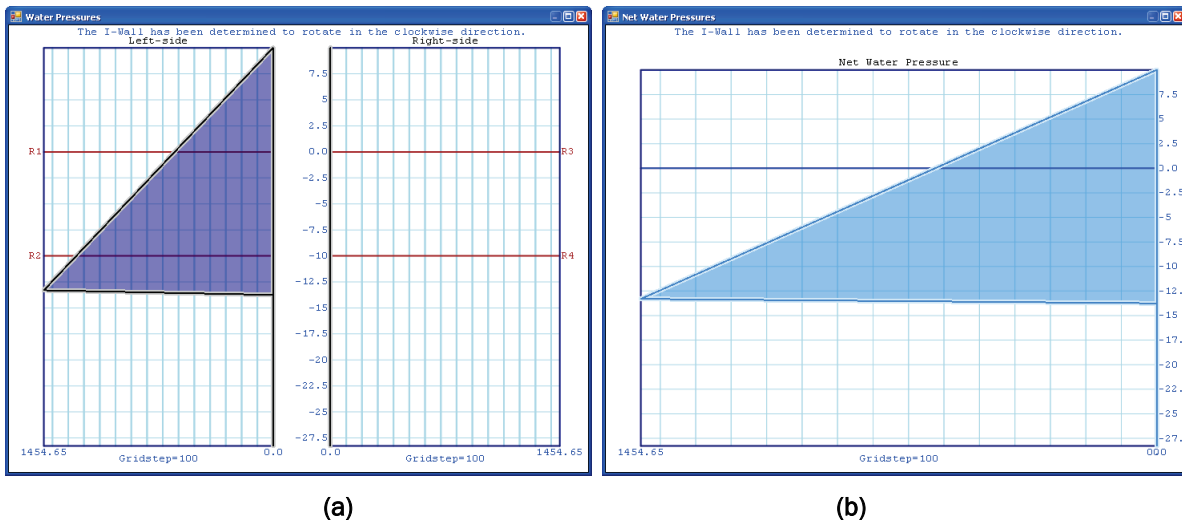 Water Pressures
The I-Wall has been determined to rotate in the clockwise direction.
Left-side
Right-side
7.5
5
2.5
R1
0.0
R3
-2.5
-5
-7.5
R2
-10
R4
-12.5
-15
-17.5
-20
-22.5
-25
-27.5
1454.65
0.0
0.0
1454.65
Gridstep=100
(a)
Net Water Pressures
The I-Wall has been determined to rotate in the clockwise direction.
Net Water Pressure
7.5
5
2.5
0.0
-2.5
-5
-7.5
-10
-12.
-15
-17.
-20
-22.
-25
-27.
1454.65
000
Gridstep=100
(b)